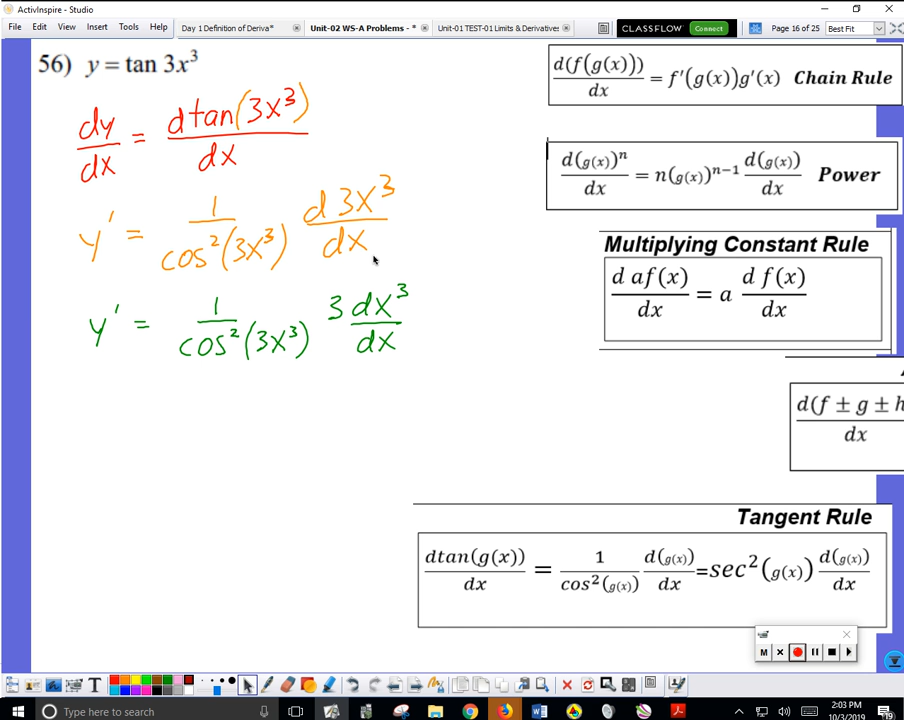 ActivInspire - Studio
File Edit View Insert Tools Help
Day 1 Definition of Deriva* Unit-02 WS-A Problems - * Unit-01 TEST-01 Limits & Derivatives
CLASSFLOW Connect Page 16 of 25 Best Fit
56) y = tan 3x³
dy/dx = dtan(3x³)/dx
y' = 1/cos²(3x³) d3x³/dx
y' = 1/cos²(3x³) 3dx³/dx
d(f(g(x)))/dx = f'(g(x))g'(x) Chain Rule
d(g(x))ⁿ/dx = n(g(x))ⁿ⁻¹ d(g(x))/dx Power
Multiplying Constant Rule
d af(x)/dx = a d f(x)/dx
d(f ± g ± h
dx
Tangent Rule
dtan(g(x))/dx = 1/cos²(g(x)) d(g(x))/dx =sec²(g(x)) d(g(x))/dx
M
T
Type here to search
2:03 PM
10/3/2019
19